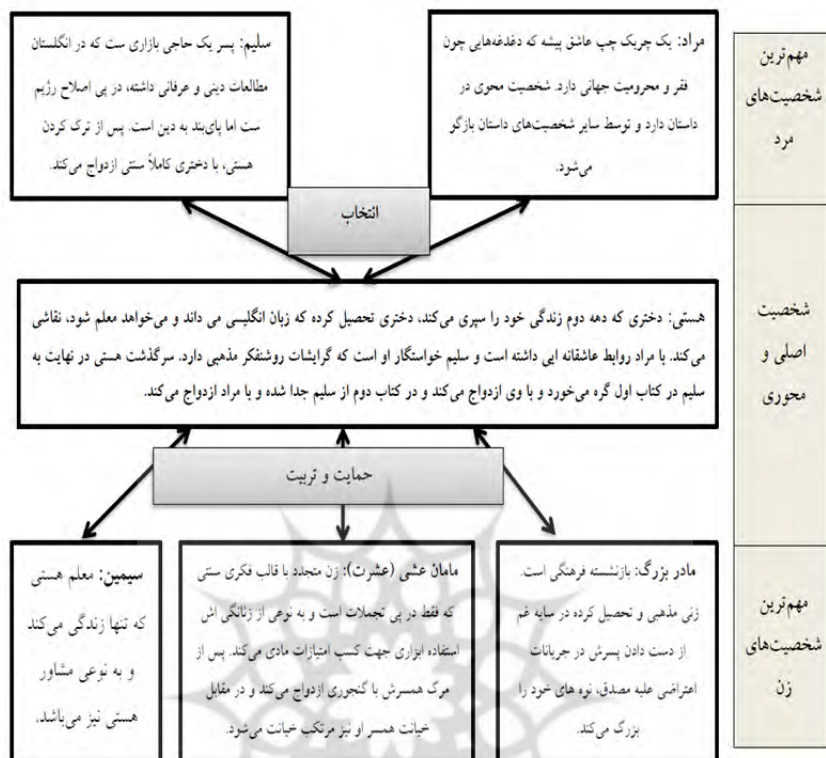 مهم‌ترین
شخصیت‌های
مرد
مراد: یک چریک چپ عاشق پیشه که دغدغه‌هایی چون
فقر و محرومیت جهانی دارد. شخصیت محوی در
داستان دارد و توسط سایر شخصیت‌های داستان بازگو
می‌شود.
سلیم: پسر یک حاجی بازاری ست که در انگلستان
مطالعات دینی و عرفانی داشته، در پی اصلاح رژیم
ست اما پای‌بند به دین است. پس از ترک کردن
هستی، با دختری کاملاً سنتی ازدواج می‌کند.
انتخاب
شخصیت
اصلی و
محوری
هستی: دختری که دهه دوم زندگی خود را سپری می‌کند، دختری تحصیل کرده که زبان انگلیسی می داند و می‌خواهد معلم شود، نقاشی
می‌کند. با مراد روابط عاشقانه ایی داشته است و سلیم خواستگار او است که گرایشات روشنفکر مذهبی دارد. سرگذشت هستی در نهایت به
سلیم در کتاب اول گره می‌خورد و با وی ازدواج می‌کند و در کتاب دوم از سلیم جدا شده و با مراد ازدواج می‌کند.
حمایت و تربیت
مهم‌ترین
شخصیت‌های
زن
مادر بزرگ: بازنشسته فرهنگی است.
زنی مذهبی و تحصیل کرده در سایه غم
از دست دادن پسرش در جریانات
اعتراضی علیه مصدق، نوه های خود را
بزرگ می‌کند.
مامان عشی (عشرت): زن متجدد با قالب فکری سنتی
که فقط در پی تجملات است و به نوعی از زنانگی اش
استفاده ابزاری جهت کسب امتیازات مادی می‌کند. پس از
مرگ همسرش با گنجوری ازدواج می‌کند و در مقابل
خیانت همسر او نیز مرتکب خیانت می‌شود.
سیمین: معلم هستی
که تنها زندگی می‌کند
و به نوعی مشاور
هستی نیز می‌باشد.